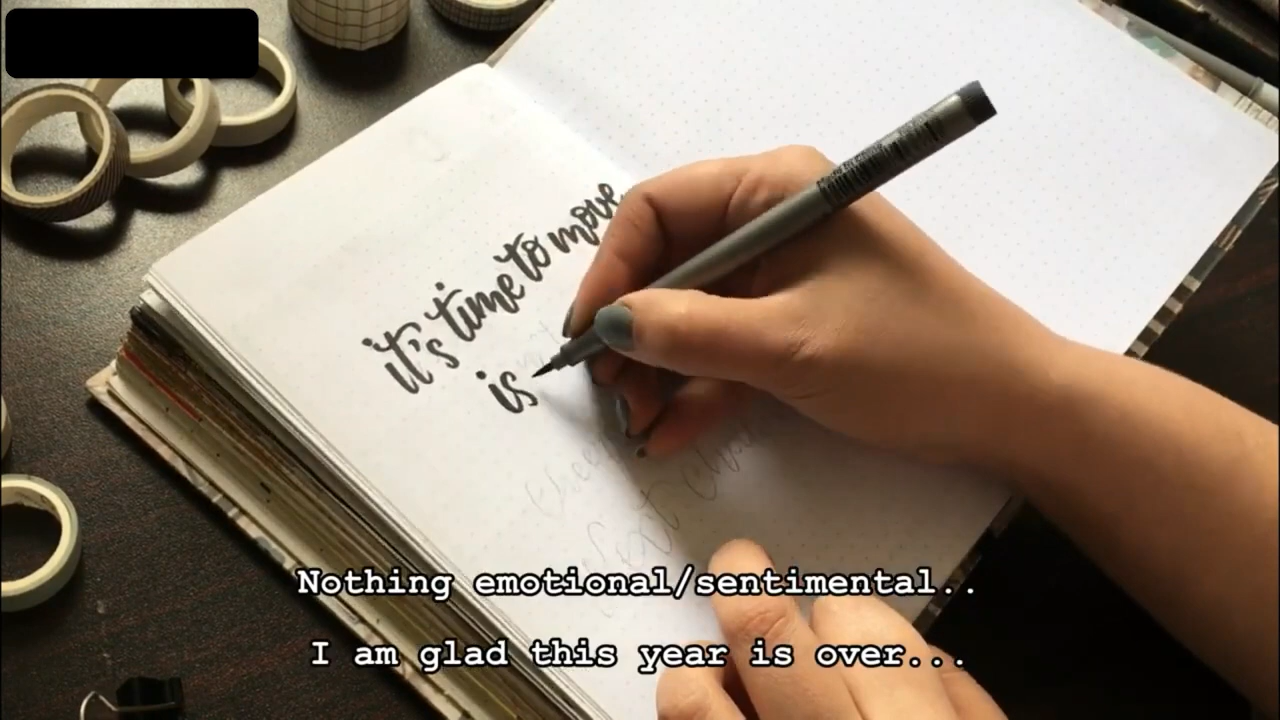 it's time to move
is
Nothing emotional/sentimental..
I am glad this year is over...